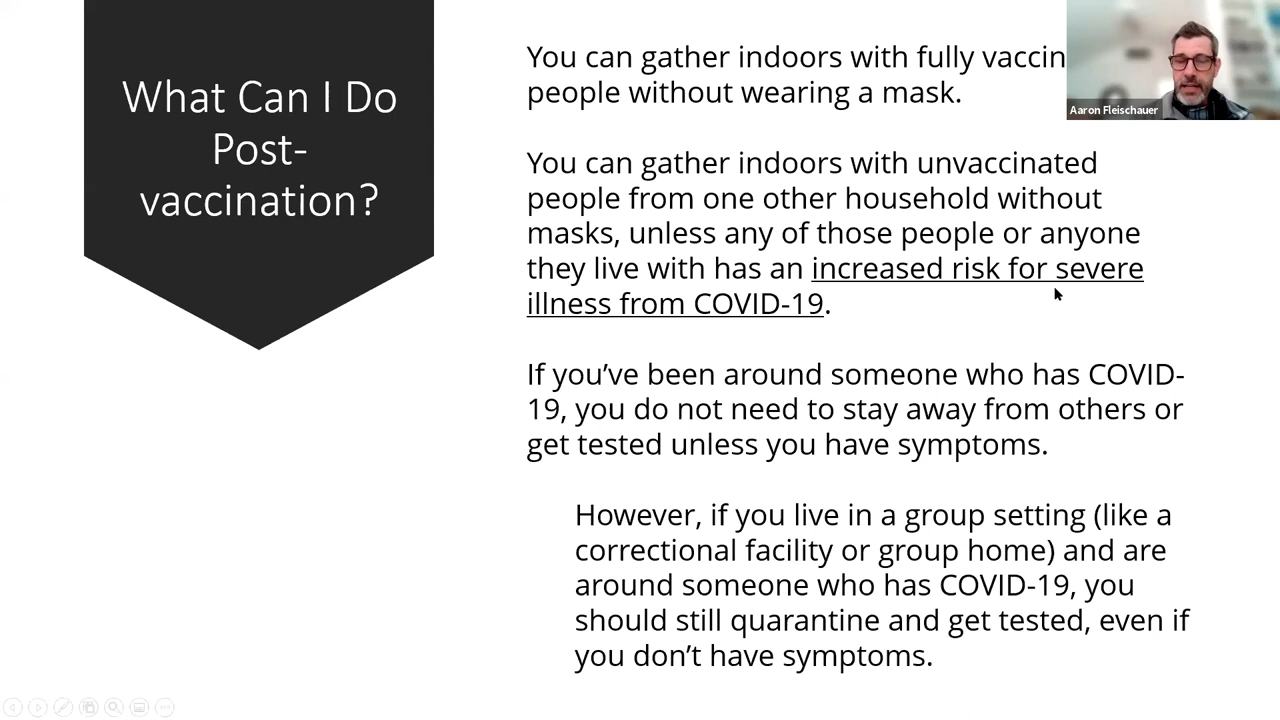 What Can I Do
Post-
vaccination?
You can gather indoors with fully vaccin
people without wearing a mask.
Aaron Fleischauer
You can gather indoors with unvaccinated
people from one other household without
masks, unless any of those people or anyone
they live with has an increased risk for severe
illness from COVID-19.
If you’ve been around someone who has COVID-
19, you do not need to stay away from others or
get tested unless you have symptoms.
However, if you live in a group setting (like a
correctional facility or group home) and are
around someone who has COVID-19, you
should still quarantine and get tested, even if
you don’t have symptoms.